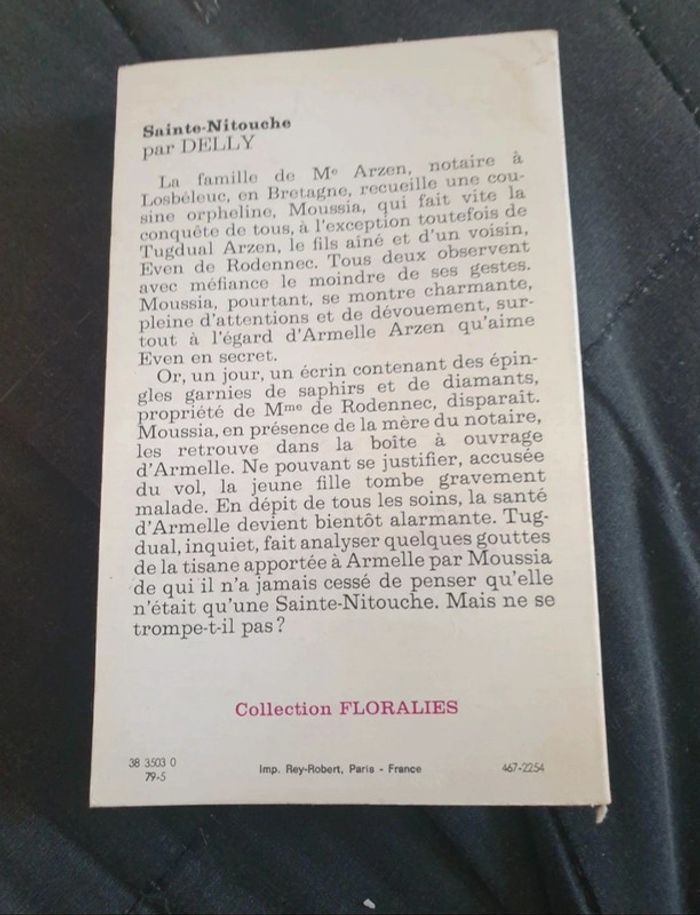 Sainte-Nitouche
par DELLY
La famille de Me Arzen, notaire à
Losbéleuc, en Bretagne, recueille une cou-
sine orpheline, Moussia, qui fait vite la
conquête de tous, à l'exception toutefois de
Tugdual Arzen, le fils aîné et d'un voisin,
Even de Rodennec. Tous deux observent
avec méfiance le moindre de ses gestes.
Moussia, pourtant, se montre charmante,
pleine d'attentions et de dévouement, sur-
tout à l'égard d'Armelle Arzen qu'aime
Even en secret.
Or, un jour, un écrin contenant des épin-
gles garnies de saphirs et de diamants,
propriété de Mme de Rodennec, disparaît.
Moussia, en présence de la mère du notaire,
les retrouve dans la boîte à ouvrage
d'Armelle. Ne pouvant se justifier, accusée
du vol, la jeune fille tombe gravement
malade. En dépit de tous les soins, la santé
d'Armelle devient bientôt alarmante. Tug-
dual, inquiet, fait analyser quelques gouttes
de la tisane apportée à Armelle par Moussia
de qui il n'a jamais cessé de penser qu'elle
n'était qu'une Sainte-Nitouche. Mais ne se
trompe-t-il pas ?
Collection FLORALIES
38 3503 0
79-5
Imp. Rey-Robert, Paris - France
467-2254